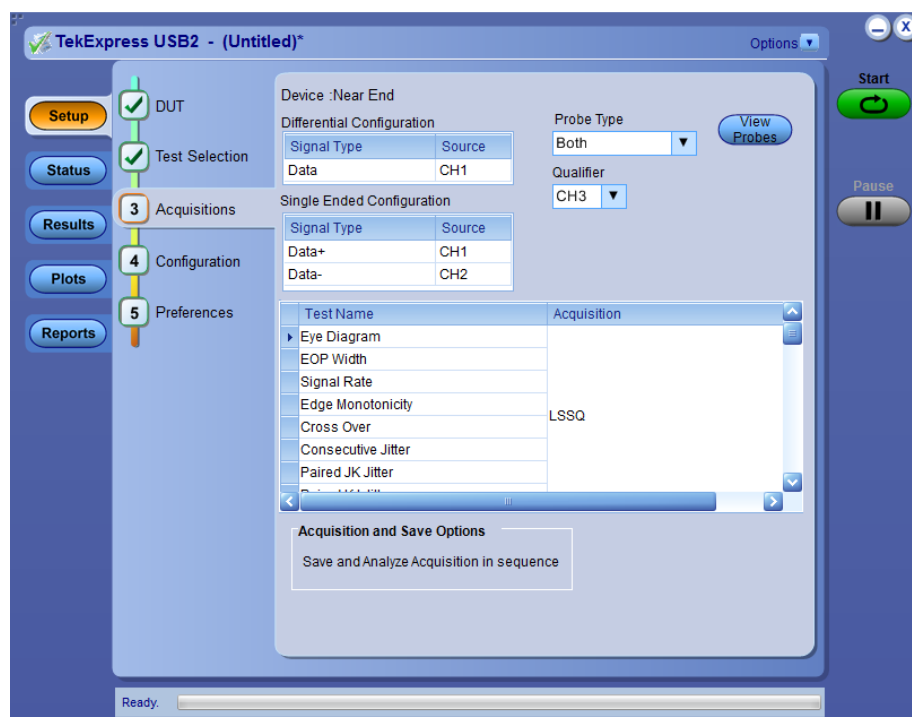 TekExpress USB2 - (Untitled)*
Options
Start
Pause
Setup
Status
Results
Plots
Reports
DUT
Test Selection
3 Acquisitions
4 Configuration
5 Preferences
Device :Near End
Differential Configuration
Signal Type Source
Data CH1
Single Ended Configuration
Signal Type Source
Data+ CH1
Data- CH2
Probe Type
Both
View
Probes
Qualifier
CH3
Test Name Acquisition
Eye Diagram
EOP Width
Signal Rate
Edge Monotonicity
Cross Over
Consecutive Jitter
Paired JK Jitter
LSSQ
Acquisition and Save Options
Save and Analyze Acquisition in sequence
Ready.